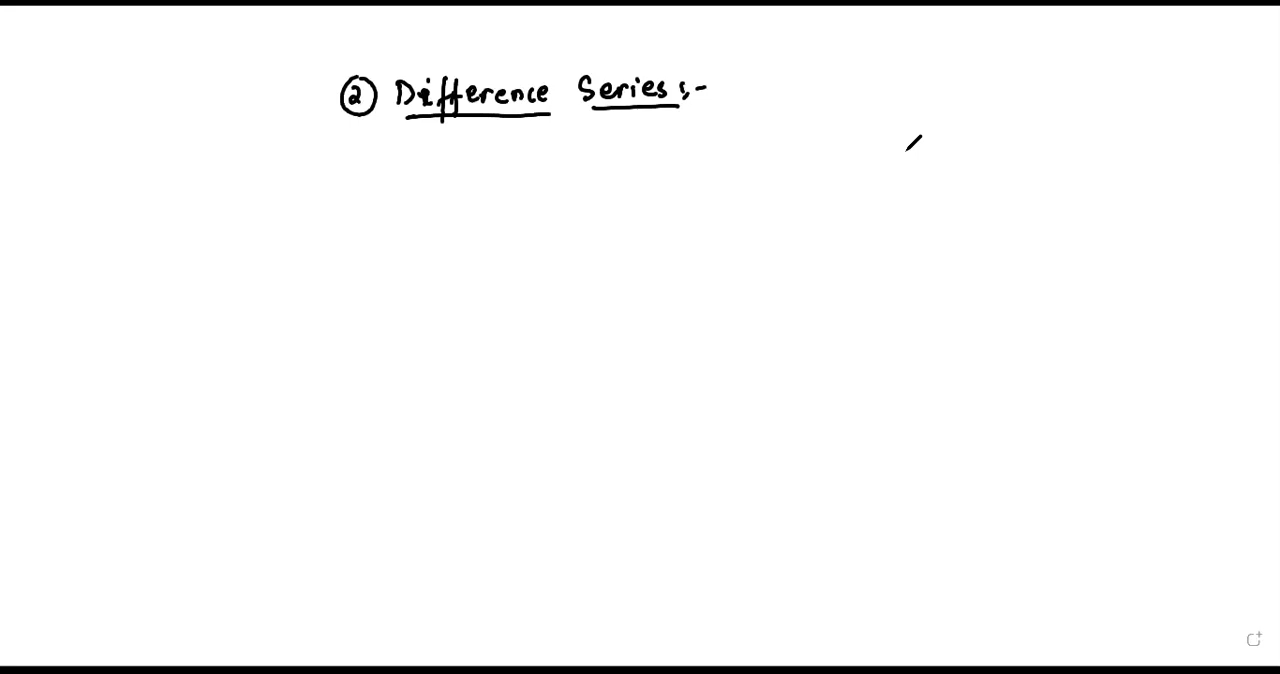 ② Difference Series :-